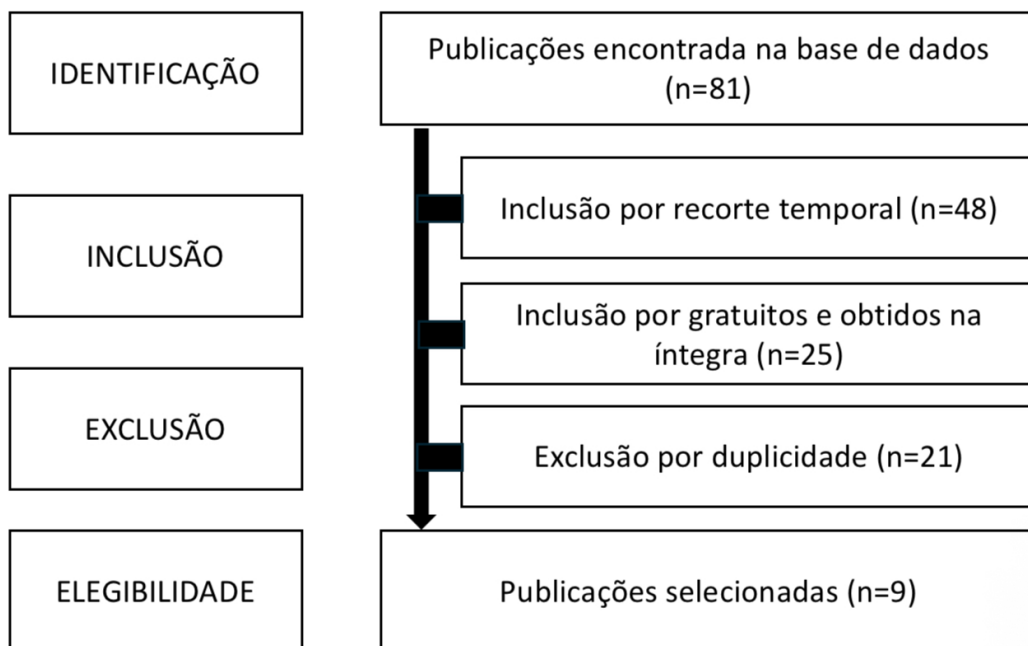 IDENTIFICAÇÃO
Publicações encontrada na base de dados
(n=81)
INCLUSÃO
Inclusão por recorte temporal (n=48)
Inclusão por gratuitos e obtidos na
íntegra (n=25)
EXCLUSÃO
Exclusão por duplicidade (n=21)
ELEGIBILIDADE
Publicações selecionadas (n=9)